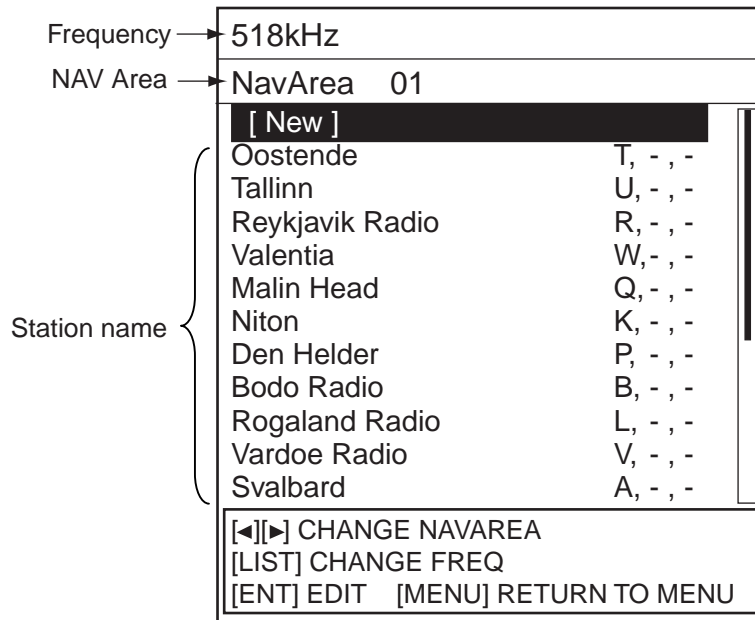 Frequency 518kHz
NAV Area NavArea 01
[ New ]
Oostende T, - , -
Tallinn U, - , -
Reykjavik Radio R, - , -
Valentia W,- , -
Malin Head Q,- , -
Station name
Niton K, - , -
Den Helder P, - , -
Bodo Radio B, - , -
Rogaland Radio L, - , -
Vardoe Radio V, - , -
Svalbard A, - , -
[◄][►] CHANGE NAVAREA
[LIST] CHANGE FREQ
[ENT] EDIT [MENU] RETURN TO MENU